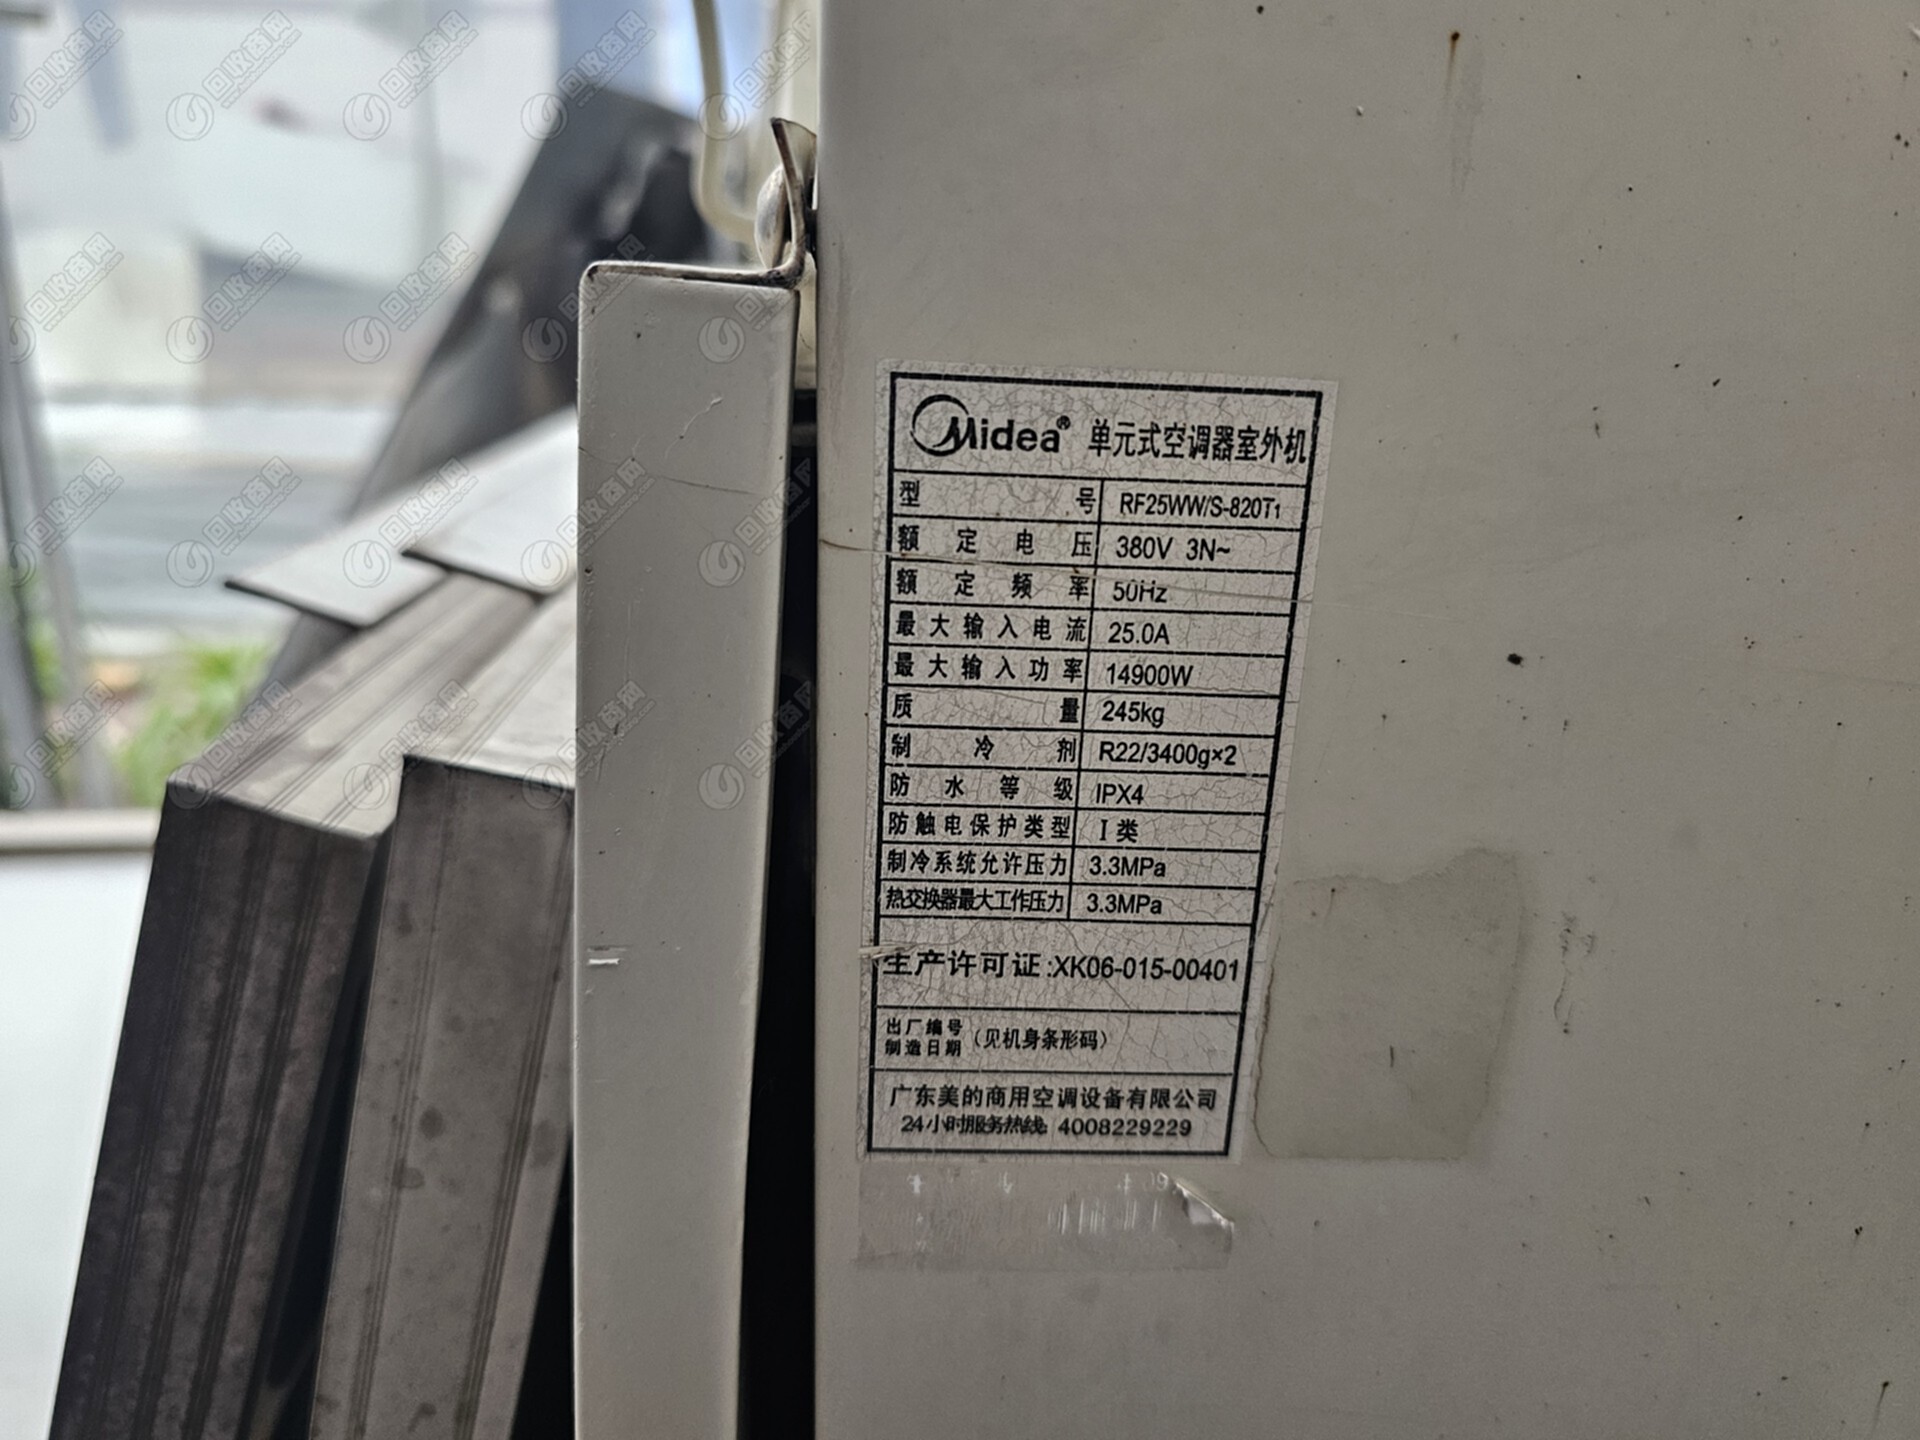 Midea® 单元式空调器室外机
型号 RF25WW/S-820T1
额定电压 380V 3N~
额定频率 50Hz
最大输入电流 25.0A
最大输入功率 14900W
质量 245kg
制冷剂 R22/3400g×2
防水等级 IPX4
防触电保护类型 I类
制冷系统允许压力 3.3MPa
热交换器最大工作压力 3.3MPa
生产许可证:XK06-015-00401
出厂编号
制造日期 (见机身条形码)
广东美的商用空调设备有限公司
24小时服务热线: 4008229229
回收商网